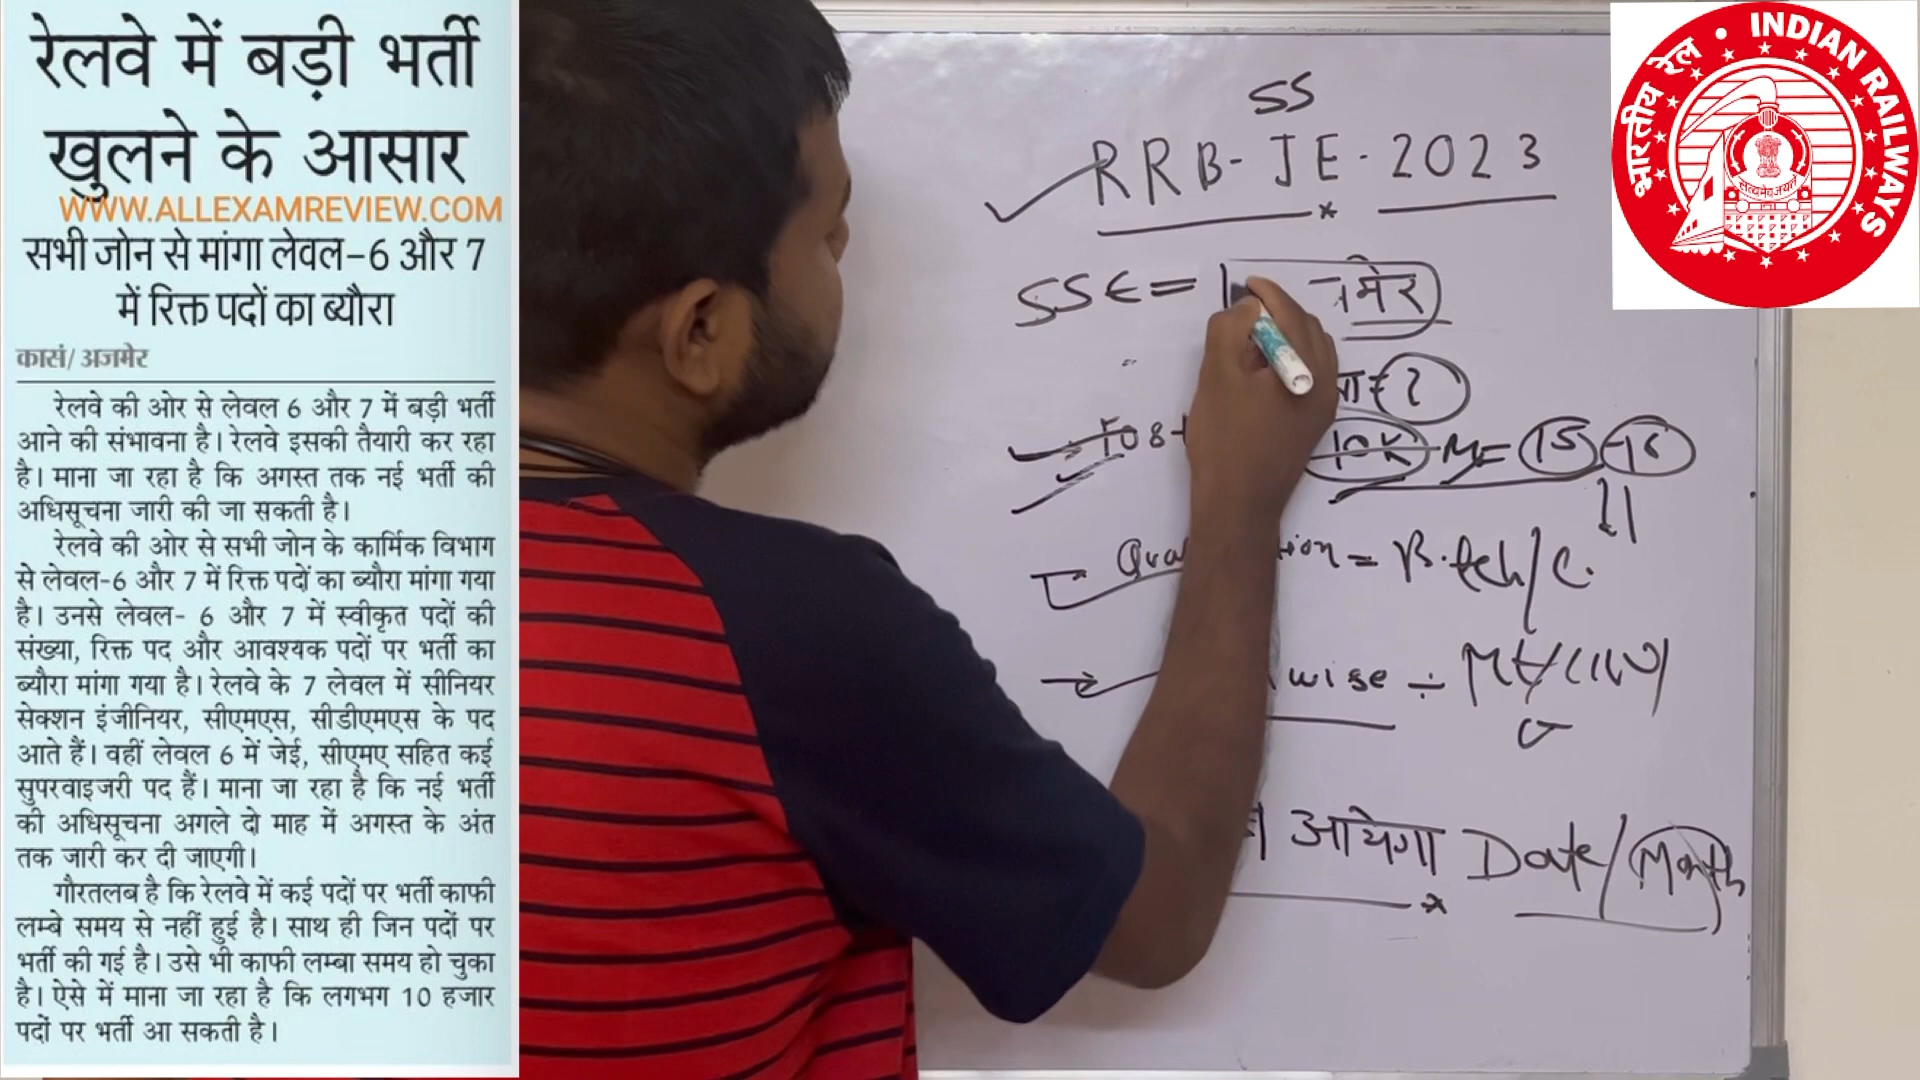 रेलवे में बड़ी भर्ती
खुलने के आसार
WWW.ALLEXAMREVIEW.COM
सभी जोन से मांगा लेवल-6 और 7
में रिक्त पदों का ब्यौरा
कासं/ अजमेर
रेलवे की ओर से लेवल 6 और 7 में बड़ी भर्ती
आने की संभावना है। रेलवे इसकी तैयारी कर रहा
है। माना जा रहा है कि अगस्त तक नई भर्ती की
अधिसूचना जारी की जा सकती है।
रेलवे की ओर से सभी जोन के कार्मिक विभाग
से लेवल-6 और 7 में रिक्त पदों का ब्यौरा मांगा गया
है। उनसे लेवल- 6 और 7 में स्वीकृत पदों की
संख्या, रिक्त पद और आवश्यक पदों पर भर्ती का
ब्यौरा मांगा गया है। रेलवे के 7 लेवल में सीनियर
सेक्शन इंजीनियर, सीएमएस, सीडीएमएस के पद
आते हैं। वहीं लेवल 6 में जेई, सीएमए सहित कई
सुपरवाइजरी पद हैं। माना जा रहा है कि नई भर्ती
की अधिसूचना अगले दो माह में अगस्त के अंत
तक जारी कर दी जाएगी।
गौरतलब है कि रेलवे में कई पदों पर भर्ती काफी
लम्बे समय से नहीं हुई है। साथ ही जिन पदों पर
भर्ती की गई है। उसे भी काफी लम्बा समय हो चुका
है। ऐसे में माना जा रहा है कि लगभग 10 हजार
पदों पर भर्ती आ सकती है।
SS
RRB-JE-2023
SSE =
10K 15
= B.Tech/
wise ÷
आयेगा Date/Month
भारतीय रेल • INDIAN RAILWAYS
सत्यमेव जयते